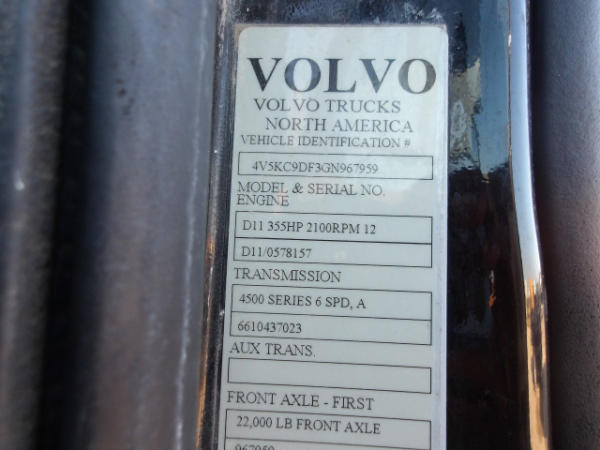 VOLVO
VOLVO TRUCKS
NORTH AMERICA
VEHICLE IDENTIFICATION #
4V5KC9DF3GN967959
MODEL & SERIAL NO.
ENGINE
D11 355HP 2100RPM 12
D11/0578157
TRANSMISSION
4500 SERIES 6 SPD, A
6610437023
AUX TRANS.
FRONT AXLE - FIRST
22,000 LB FRONT AXLE
967959